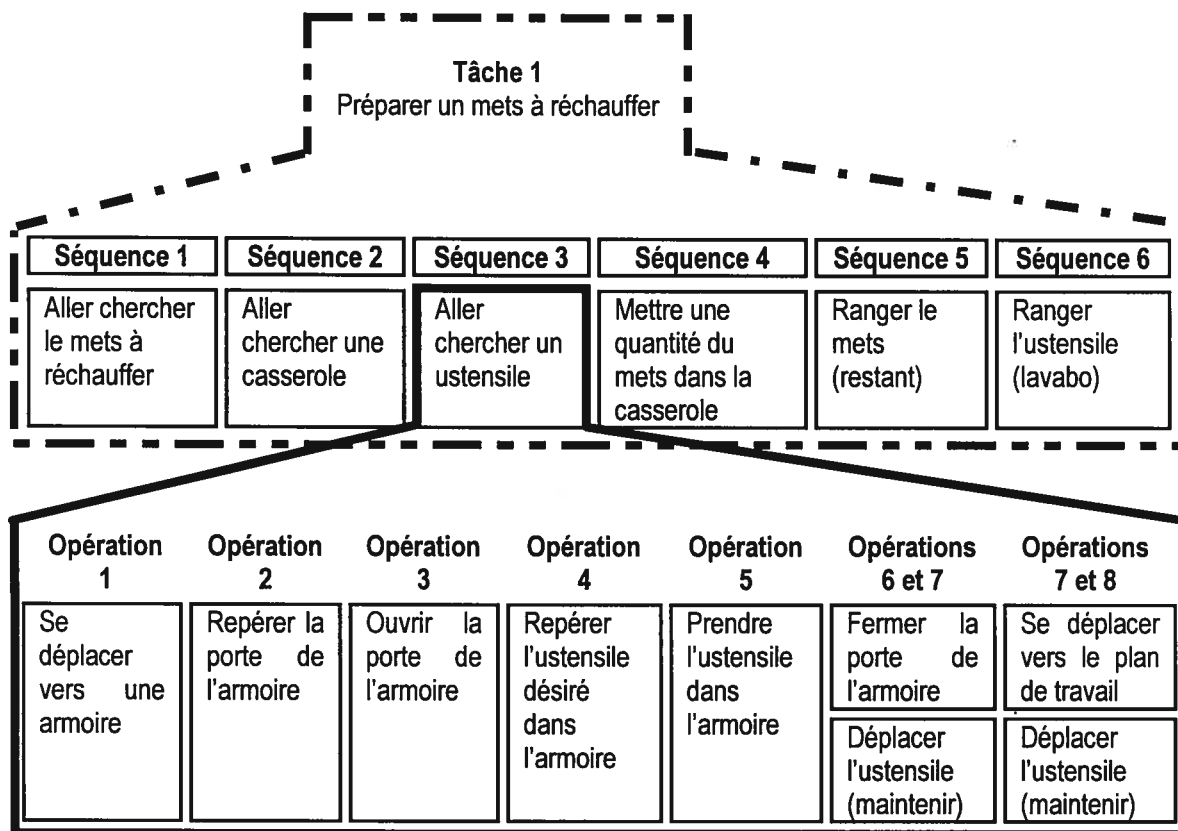 Tâche 1
Préparer un mets à réchauffer
Séquence 1
Séquence 2
Séquence 3
Séquence 4
Séquence 5
Séquence 6
Aller chercher
le mets à
réchauffer
Aller
chercher une
casserole
Aller
chercher un
ustensile
Mettre une
quantité du
mets dans la
casserole
Ranger le
mets
(restant)
Ranger
l'ustensile
(lavabo)
Opération
1
Opération
2
Opération
3
Opération
4
Opération
5
Opérations
6 et 7
Opérations
7 et 8
Se
déplacer
vers une
armoire
Repérer la
porte de
l'armoire
Ouvrir la
porte de
l'armoire
Repérer
l'ustensile
désiré
dans
l'armoire
Prendre
l'ustensile
dans
l'armoire
Fermer la
porte de
l'armoire
Déplacer
l'ustensile
(maintenir)
Se déplacer
vers le plan
de travail
Déplacer
l'ustensile
(maintenir)